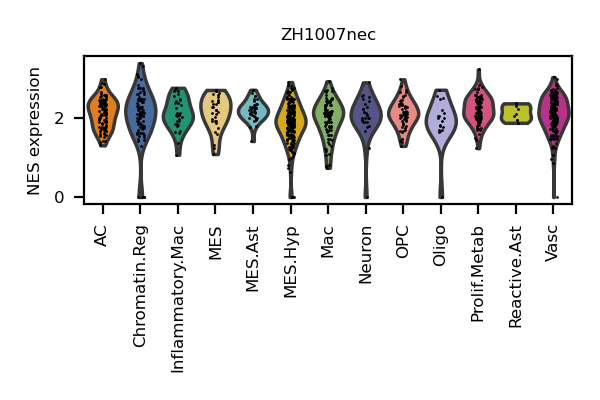 ZH1007nec
NES expression
2
0
AC
Chromatin.Reg
Inflammatory.Mac
MES
MES.Ast
MES.Hyp
Mac
Neuron
OPC
Oligo
Prolif.Metab
Reactive.Ast
Vasc